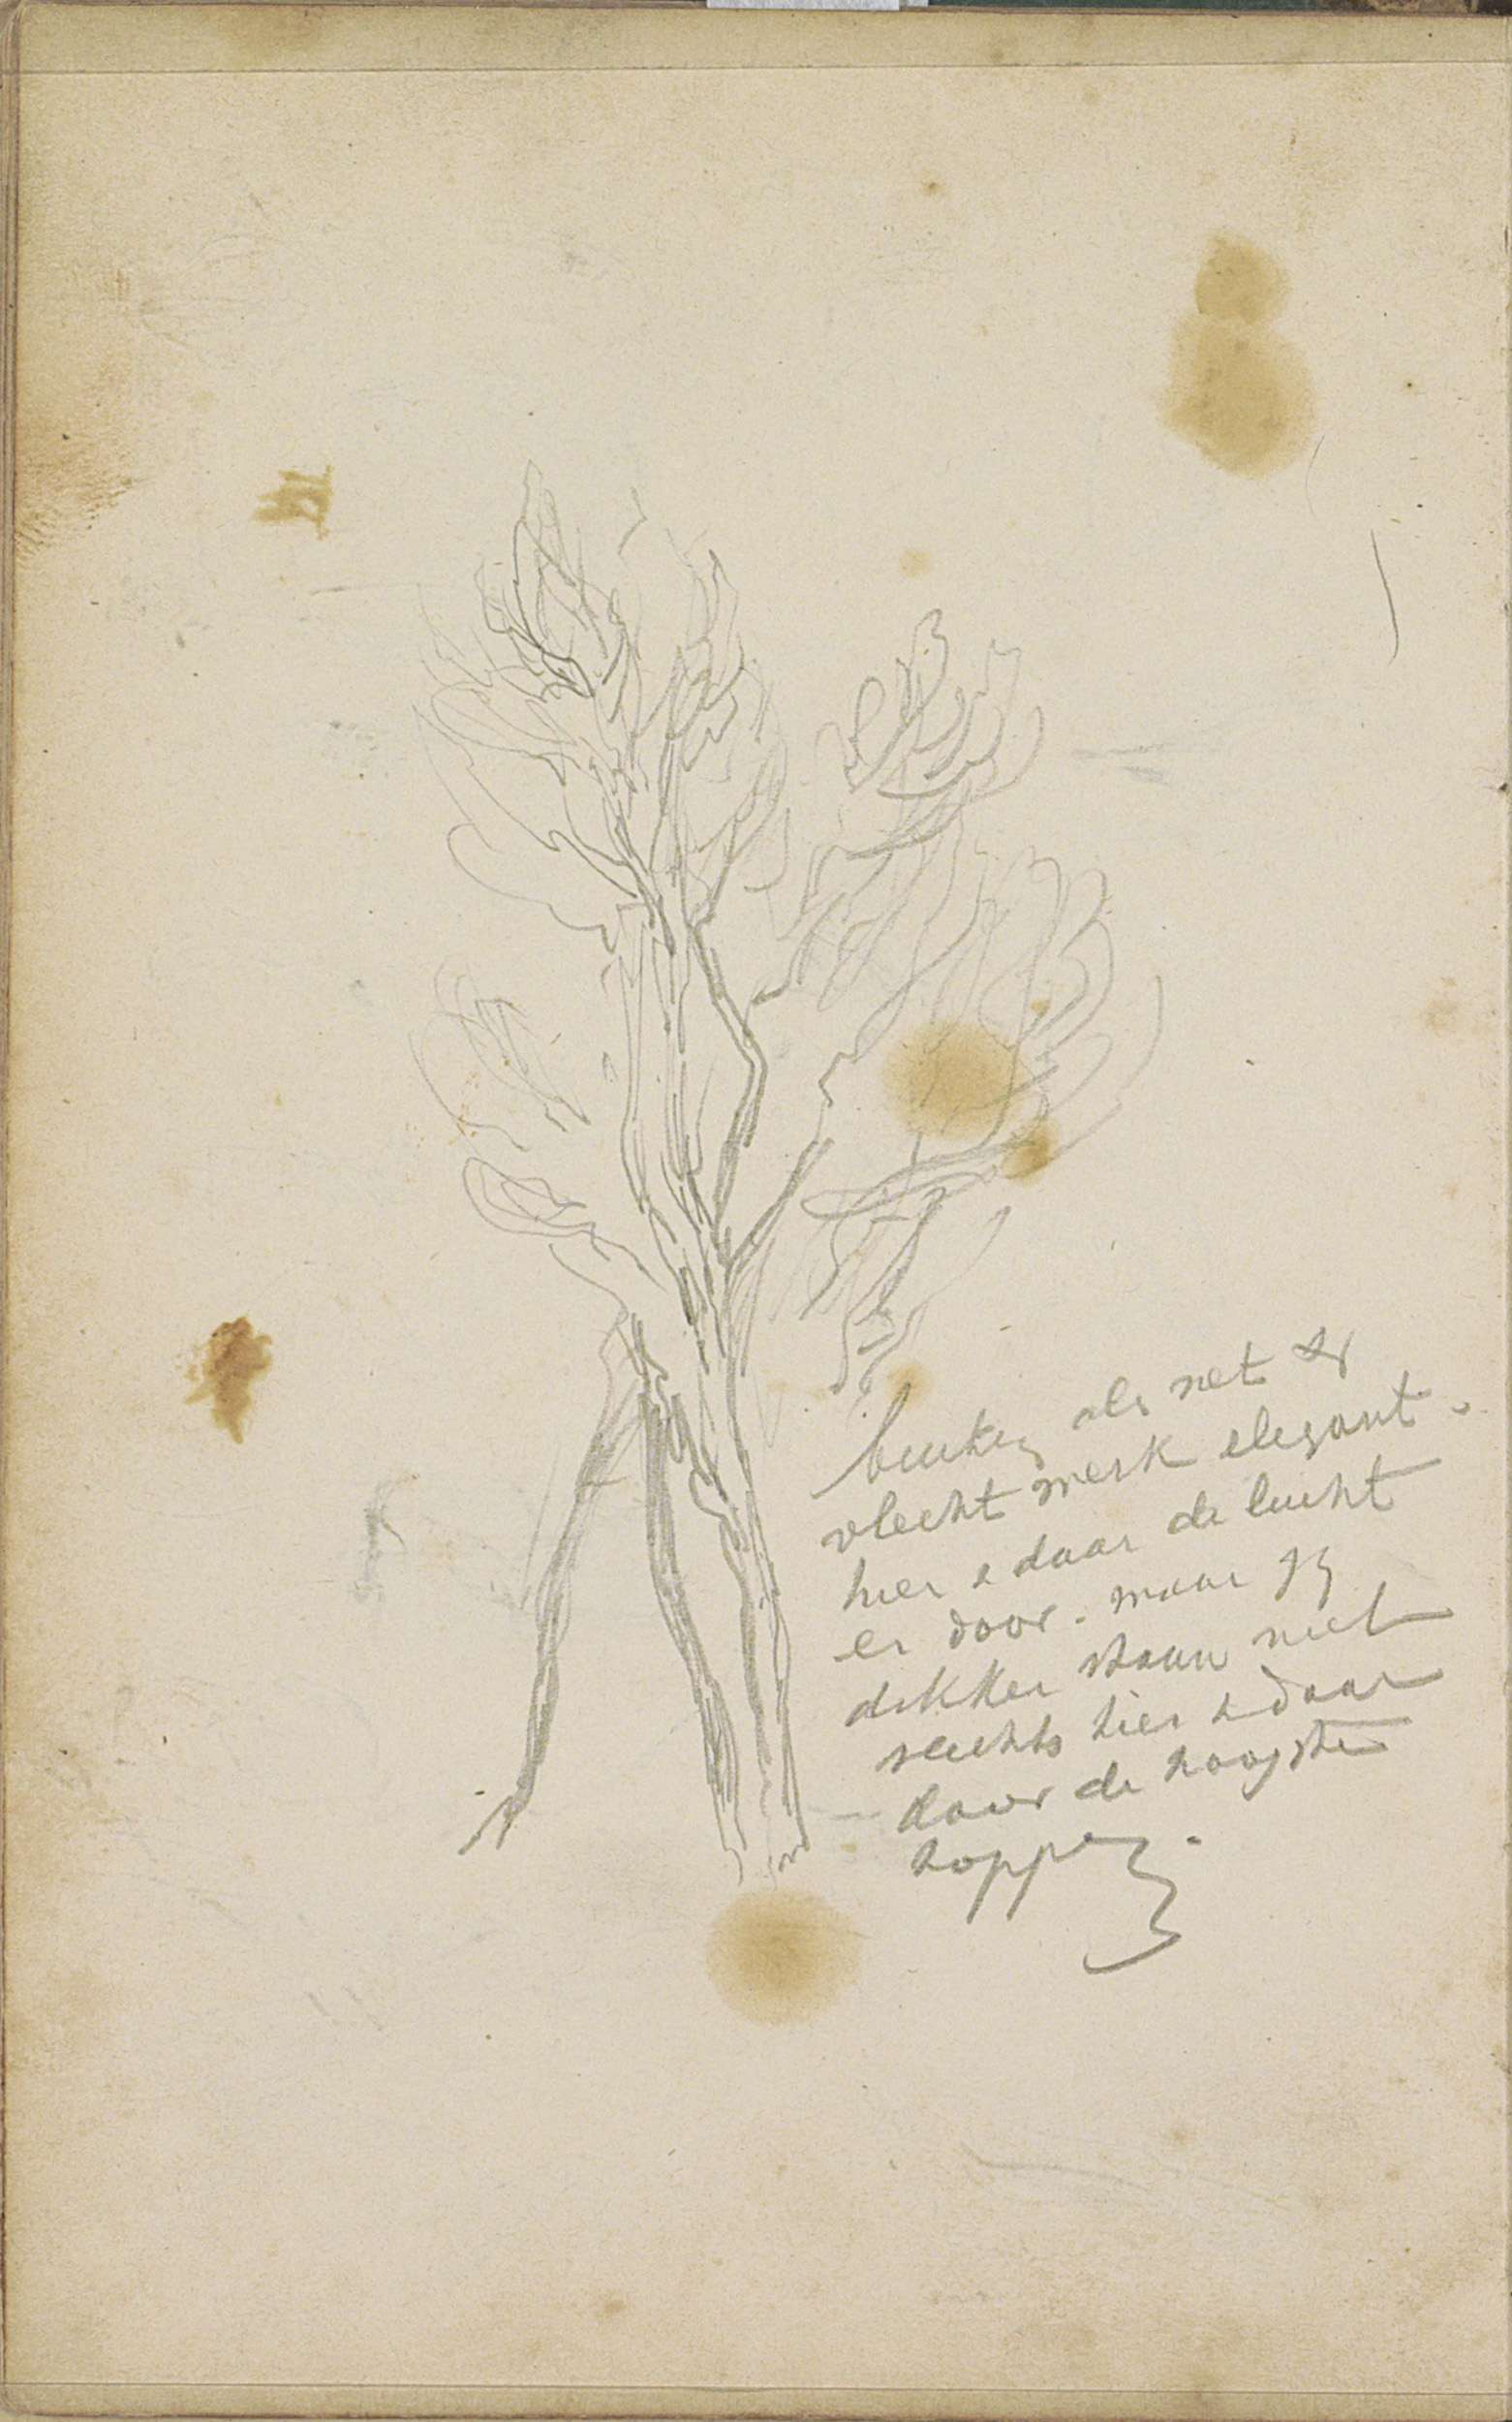 beuken als net &
vlecht werk elegant.
hier & daar de lucht
er door. maar zij
dikker staan niet
slechts hier & daar
door de hoogste
toppen.